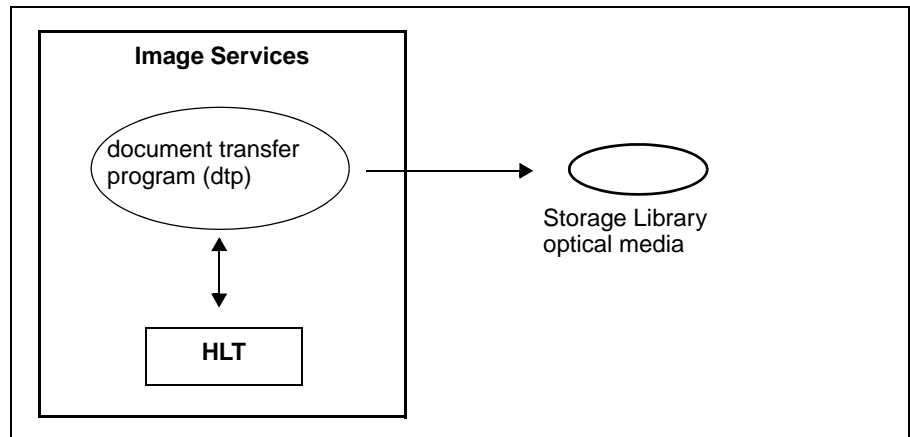 Image Services
document transfer
program (dtp)
Storage Library
optical media
HLT